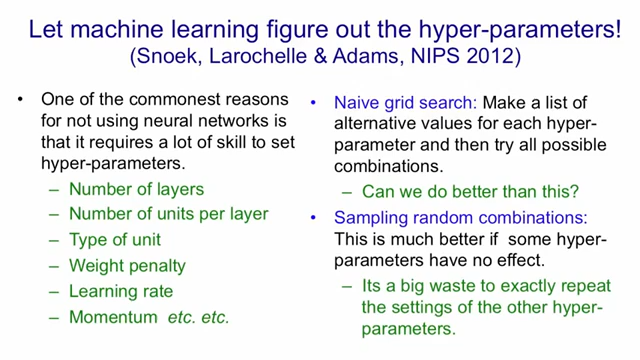 Let machine learning figure out the hyper-parameters!
(Snoek, Larochelle & Adams, NIPS 2012)
• One of the commonest reasons
for not using neural networks is
that it requires a lot of skill to set
hyper-parameters.
– Number of layers
– Number of units per layer
– Type of unit
– Weight penalty
– Learning rate
– Momentum etc. etc.
• Naive grid search: Make a list of
alternative values for each hyper-
parameter and then try all possible
combinations.
– Can we do better than this?
• Sampling random combinations:
This is much better if some hyper-
parameters have no effect.
– Its a big waste to exactly repeat
the settings of the other hyper-
parameters.